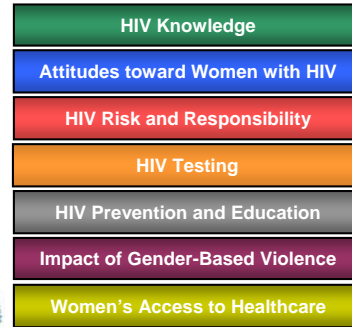 HIV Knowledge
Attitudes toward Women with HIV
HIV Risk and Responsibility
HIV Testing
HIV Prevention and Education
Impact of Gender-Based Violence
Women's Access to Healthcare